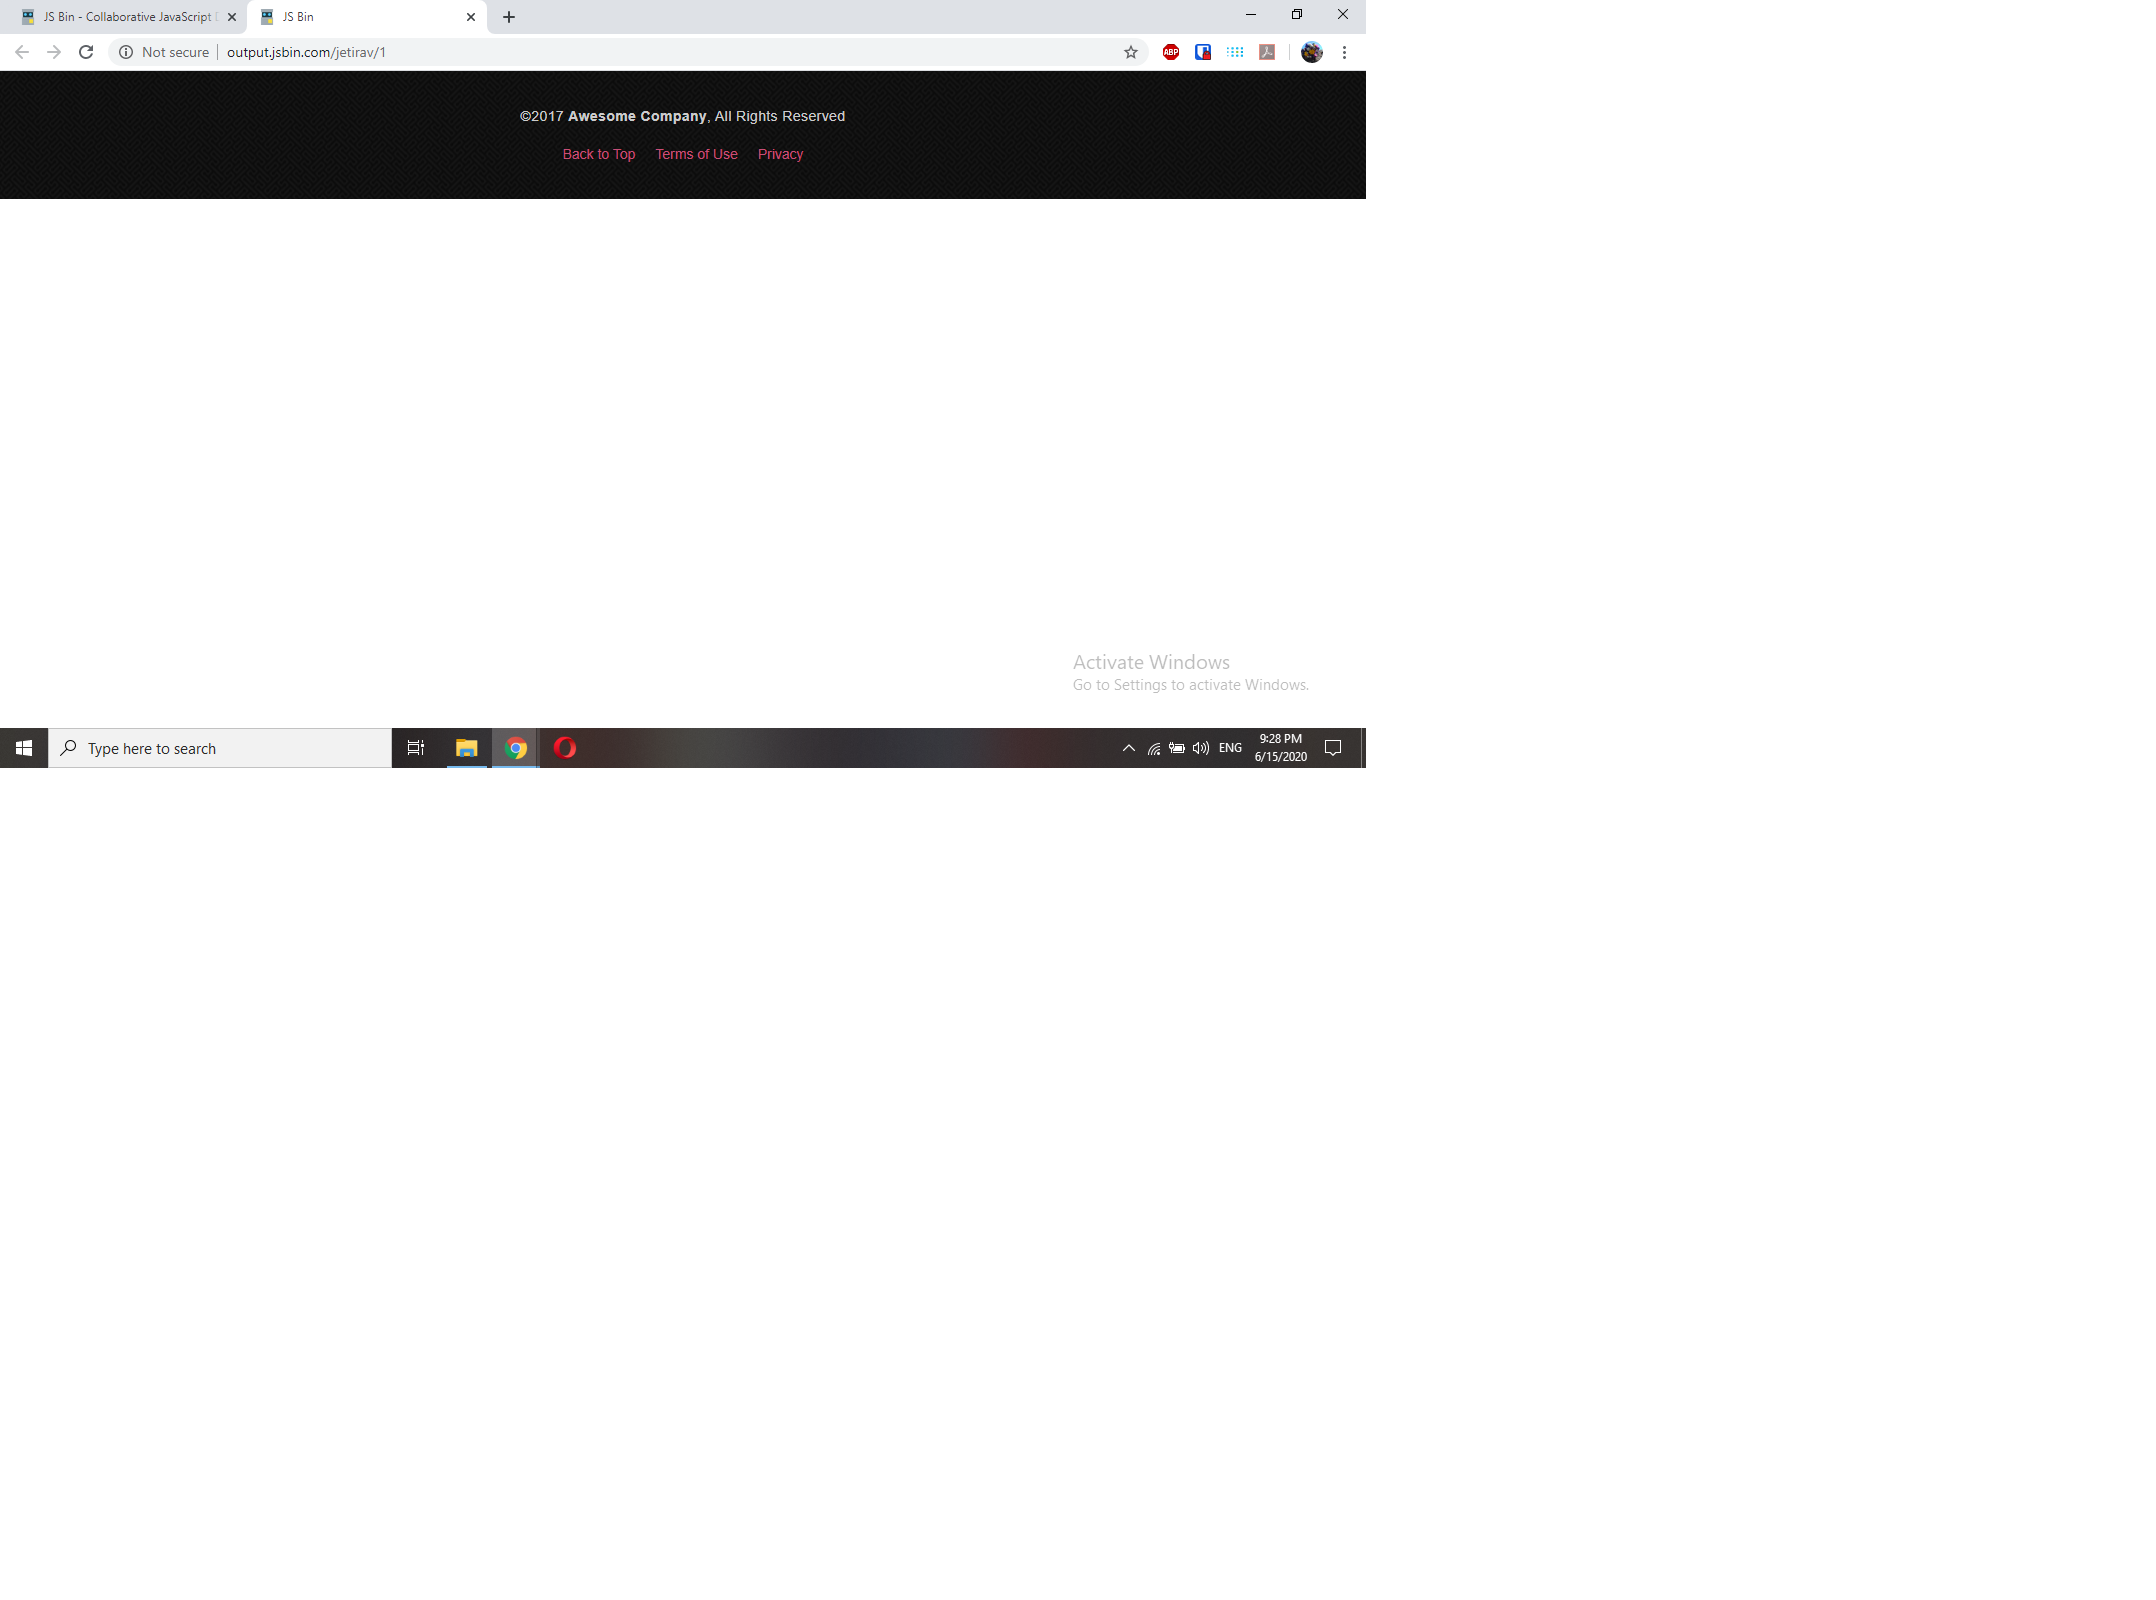 JS Bin - Collaborative JavaScript
JS Bin
Not secure
output.jsbin.com/jetirav/1
ABP
©2017 Awesome Company, All Rights Reserved
Back to Top Terms of Use Privacy
Activate Windows
Go to Settings to activate Windows.
Type here to search
ENG
9:28 PM
6/15/2020